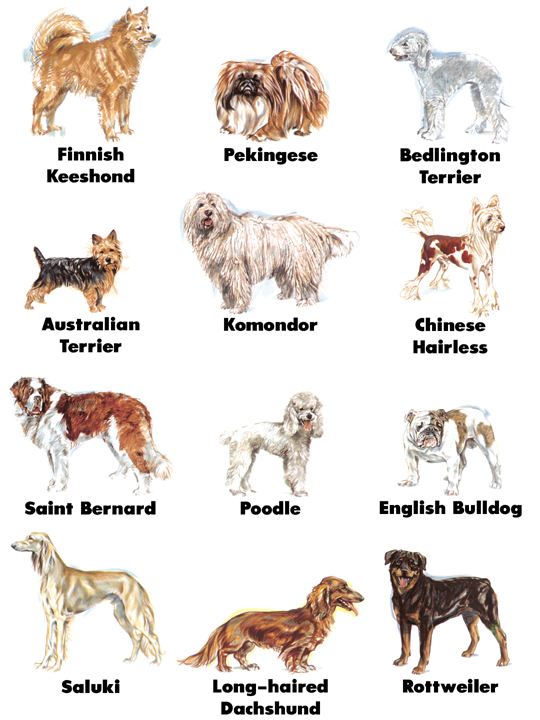 Finnish
Keeshond
Pekingese
Bedlington
Terrier
Australian
Terrier
Komondor
Chinese
Hairless
Saint Bernard
Poodle
English Bulldog
Saluki
Long-haired
Dachshund
Rottweiler